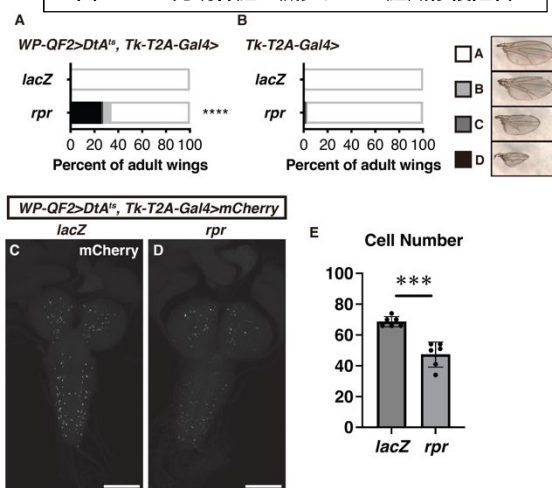 A
B
WP-QF2>DtAts, Tk-T2A-Gal4>
Tk-T2A-Gal4>
lacZ
rpr
****
0 20 40 60 80 100
Percent of adult wings
lacZ
rpr
0 20 40 60 80 100
Percent of adult wings
A
B
C
D
WP-QF2>DtAts, Tk-T2A-Gal4>mCherry
lacZ
rpr
C
mCherry
D
E
Cell Number
***
100
80
60
40
20
0
lacZ
rpr